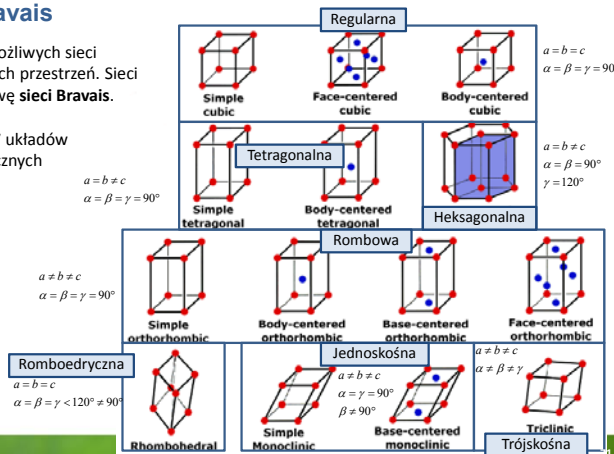 avais
ożliwych sieci
ch przestrzeń. Sieci
wę sieci Bravais.
układów
cznych
Regularna
Simple
cubic
Face-centered
cubic
Body-centered
cubic
a = b = c
α = β = γ = 90
Tetragonalna
a = b ≠ c
α = β = γ = 90°
Simple
tetragonal
Body-centered
tetragonal
Heksagonalna
a = b ≠ c
α = β = 90°
γ = 120°
Rombowa
a ≠ b ≠ c
α = β = γ = 90°
Simple
orthorhombic
Body-centered
orthorhombic
Base-centered
orthorhombic
Face-centered
orthorhombic
Romboedryczna
a = b = c
α = β = γ < 120° ≠ 90°
Rhombohedral
Jednoskośna
a ≠ b ≠ c
α = γ = 90°
β ≠ 90°
Simple
Monoclinic
Base-centered
monoclinic
a ≠ b ≠ c
α ≠ β ≠ γ
Triclinic
Trójskośna